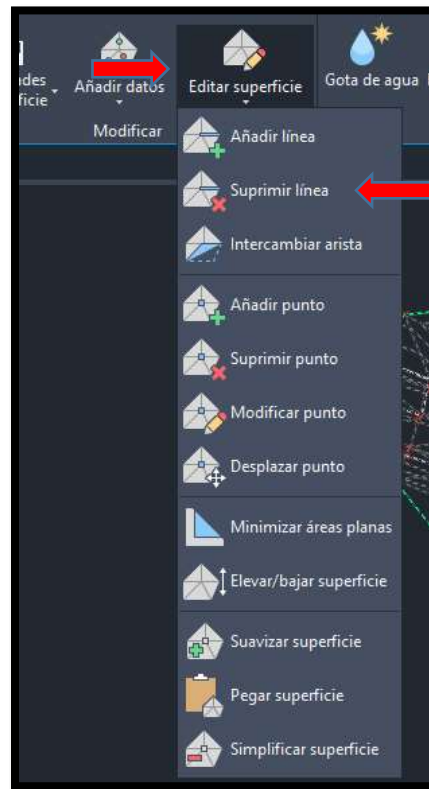 des
ficie
Añadir datos
Editar superficie
Gota de agua
Modificar
Añadir línea
Suprimir línea
Intercambiar arista
Añadir punto
Suprimir punto
Modificar punto
Desplazar punto
Minimizar áreas planas
Elevar/bajar superficie
Suavizar superficie
Pegar superficie
Simplificar superficie